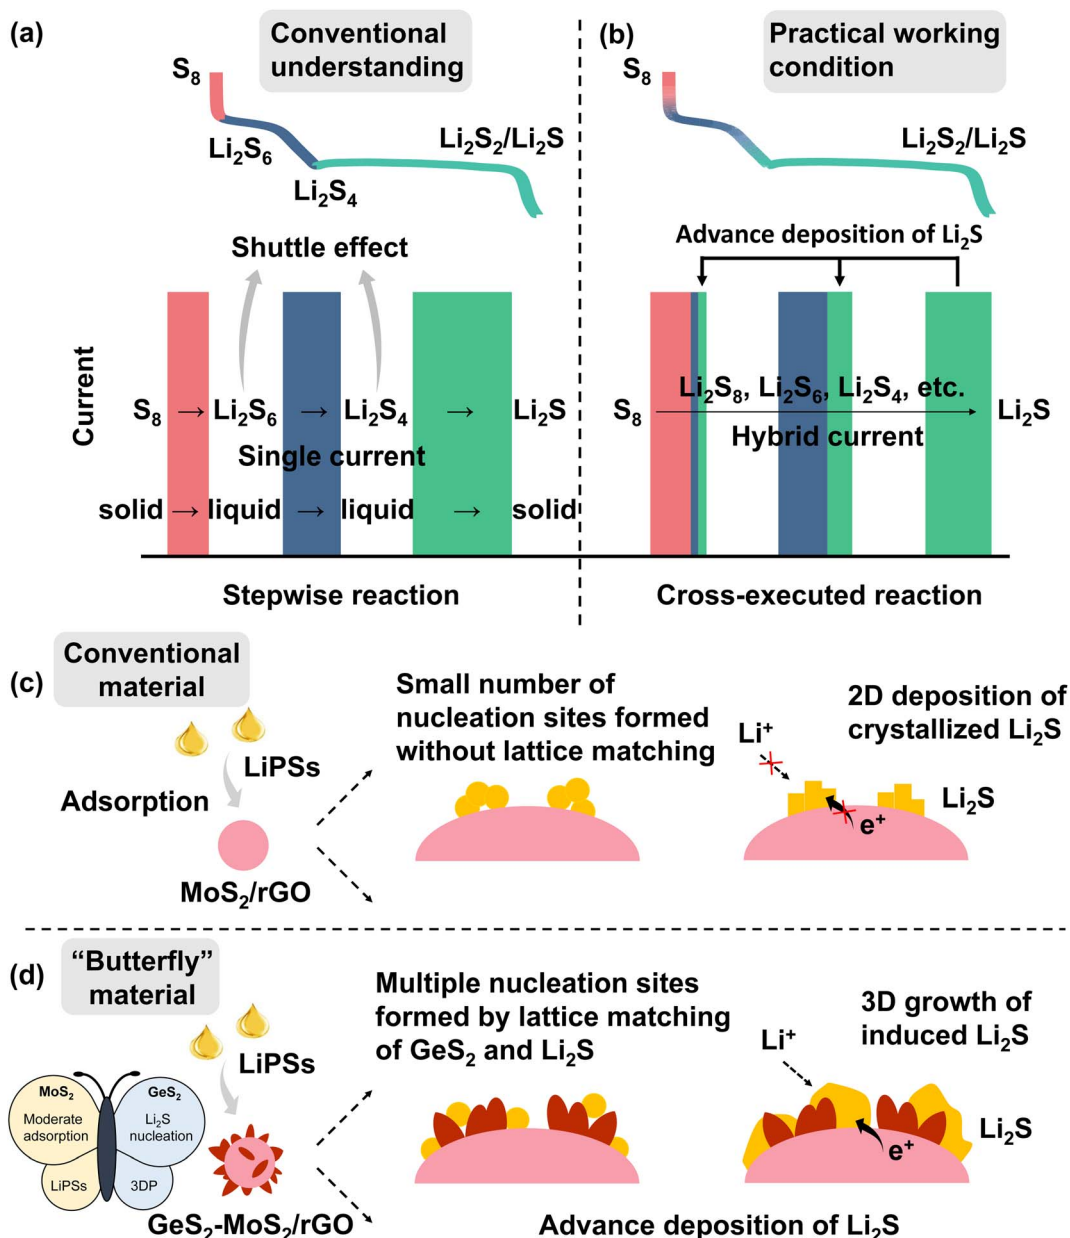 (a)
Conventional
understanding
S₈
Li₂S₆
Li₂S₄
Li₂S₂/Li₂S
Shuttle effect
Current
S₈ → Li₂S₆ → Li₂S₄ → Li₂S
Single current
solid → liquid → liquid → solid
Stepwise reaction
(b)
Practical working
condition
S₈
Li₂S₂/Li₂S
Advance deposition of Li₂S
Li₂S₈, Li₂S₆, Li₂S₄, etc.
S₈
Li₂S
Hybrid current
Cross-executed reaction
(c)
Conventional
material
LiPSs
Adsorption
MoS₂/rGO
Small number of
nucleation sites formed
without lattice matching
2D deposition of
crystallized Li₂S
Li⁺
Li₂S
e⁺
(d)
“Butterfly”
material
LiPSs
MoS₂
Moderate
adsorption
LiPSs
GeS₂
Li₂S
nucleation
3DP
GeS₂-MoS₂/rGO
Multiple nucleation sites
formed by lattice matching
of GeS₂ and Li₂S
3D growth of
induced Li₂S
Li⁺
Li₂S
e⁺
Advance deposition of Li₂S